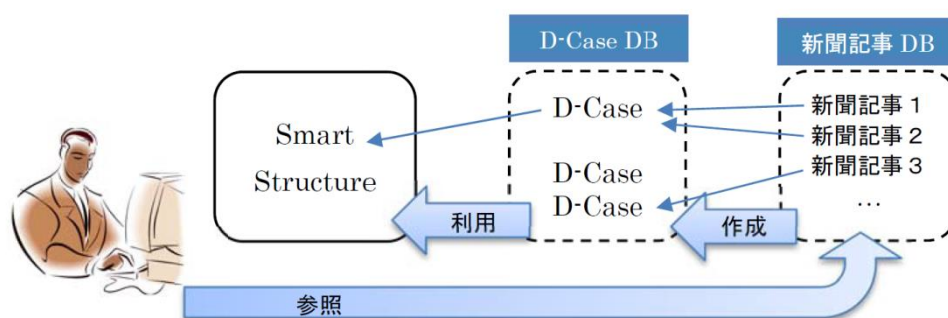 D-Case DB
新聞記事 DB
Smart
Structure
D-Case
D-Case
D-Case
新聞記事 1
新聞記事 2
新聞記事 3
…
利用
作成
参照